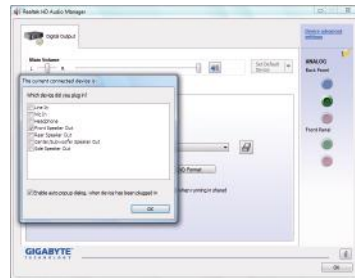 Realtek HD Audio Manager
Digital Output
Device advanced
settings
Main Volume
L
R
Set Default
Device
ANALOG
Back Panel
The current connected device is :
Which device did you plug in?
Line In
Mic In
Headphone
Front Speaker Out
Rear Speaker Out
Center/Subwoofer Speaker Out
Side Speaker Out
Front Panel
Enable auto popup dialog, when device has been plugged in
OK
GIGABYTE
TECHNOLOGY
OK